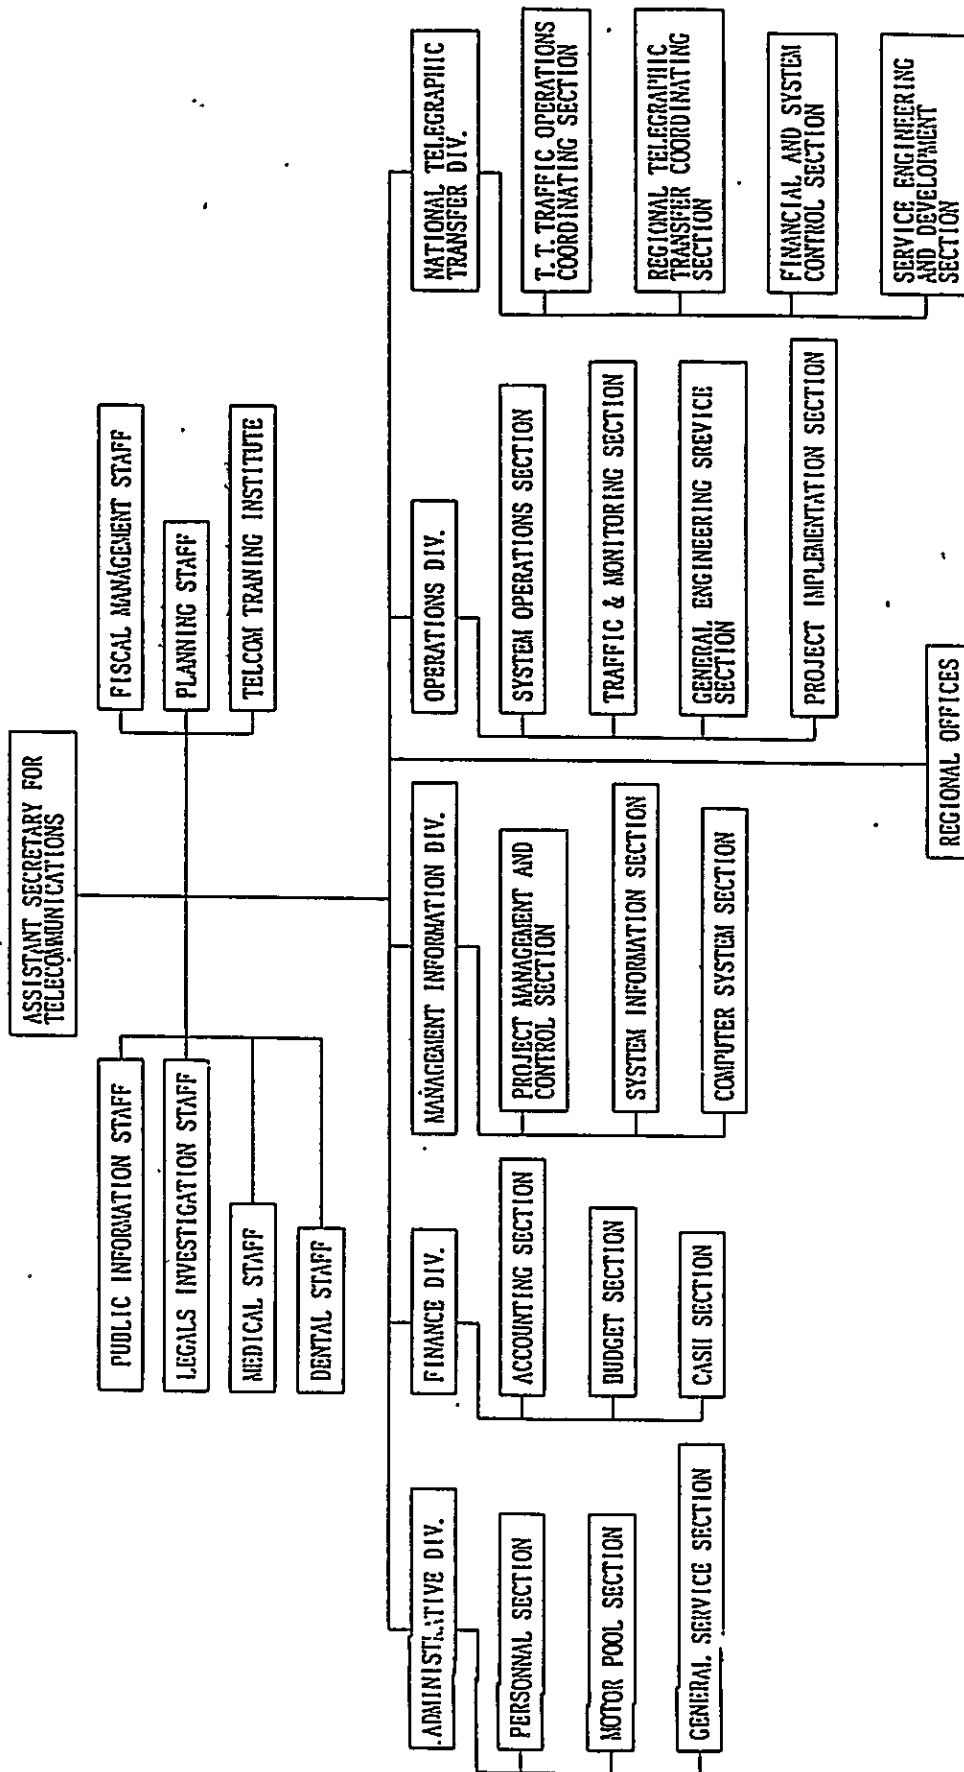 ASSISTANT SECRETARY FOR
TELECOMMUNICATIONS
PUBLIC INFORMATION STAFF
LEGALS INVESTIGATION STAFF
MEDICAL STAFF
DENTAL STAFF
FISCAL MANAGEMENT STAFF
PLANNING STAFF
TELCOM TRANING INSTITUTE
ADMINISTRATIVE DIV.
PERSONNAL SECTION
MOTOR POOL SECTION
GENERAL SERVICE SECTION
FINANCE DIV.
ACCOUNTING SECTION
BUDGET SECTION
CASH SECTION
MANAGEMENT INFORMATION DIV.
PROJECT MANAGEMENT AND
CONTROL SECTION
SYSTEM INFORMATION SECTION
COMPUTER SYSTEM SECTION
OPERATIONS DIV.
SYSTEM OPERATIONS SECTION
TRAFFIC & MONITORING SECTION
GENERAL ENGINEERING SREVICE
SECTION
PROJECT IMPLEMENTATION SECTION
NATIONAL TELEGRAPHIC
TRANSFER DIV.
T.T.TRAFFIC OPERATIONS
COORDINATING SECTION
REGIONAL TELEGRAPHIC
TRANSFER COORDINATING
SECTION
FINANCIAL AND SYSTEM
CONTROL SECTION
SERVICE ENGINEERING
AND DEVELOPMENT
SECTION
REGIONAL OFFICES